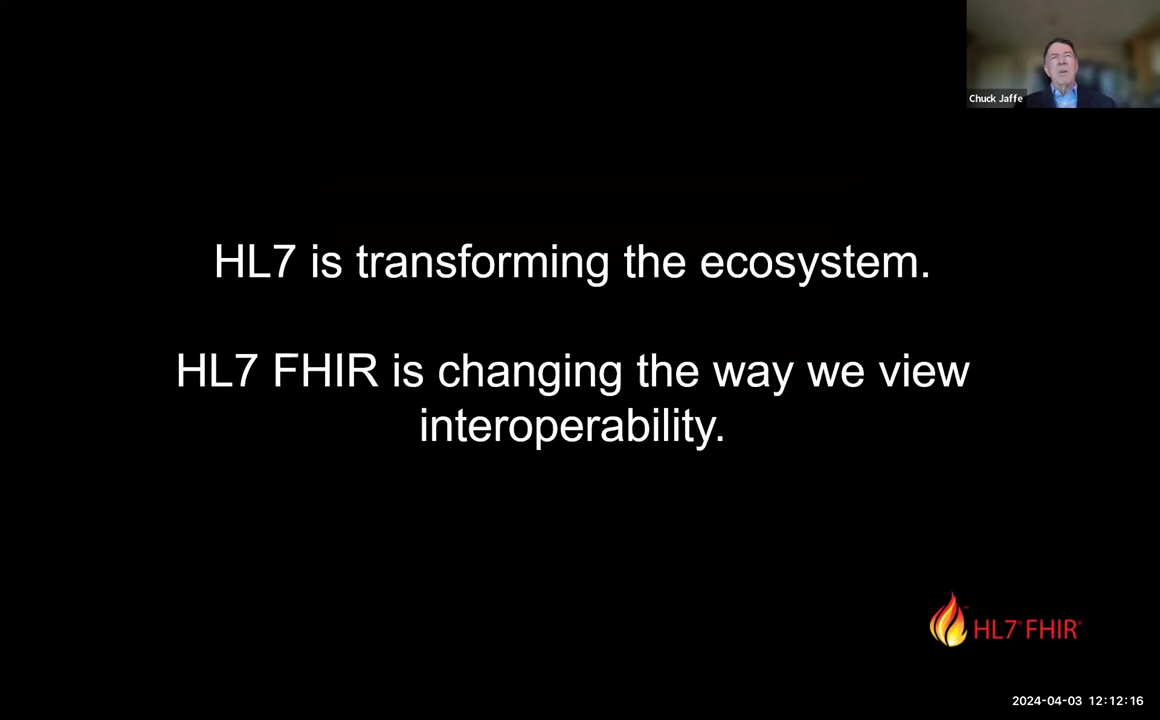 Chuck Jaffe
HL7 is transforming the ecosystem.
HL7 FHIR is changing the way we view
interoperability.
HL7® FHIR®
2024-04-03 12:12:16